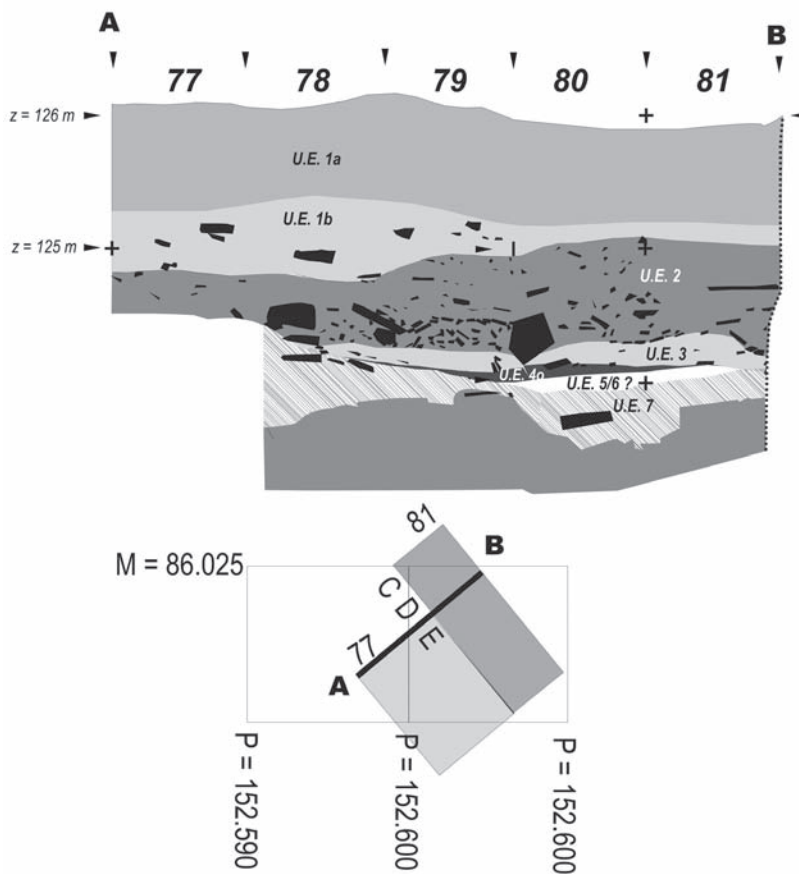 A B
77 78 79 80 81
z = 126 m
U.E. 1a
U.E. 1b
z = 125 m
U.E. 2
U.E. 3
U.E. 4a
U.E. 5/6 ?
U.E. 7
81
B
M = 86.025
C D E
77
A
P = 152.590
P = 152.600
P = 152.600